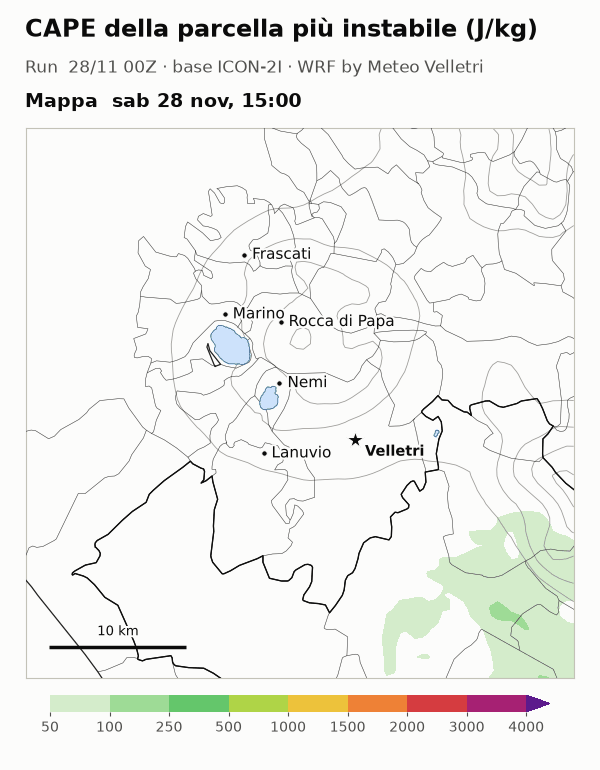 CAPE della parcella più instabile (J/kg)
Run  28/11 00Z · base ICON-2I · WRF by Meteo Velletri
Mappa  sab 28 nov, 15:00
Frascati
Marino
Rocca di Papa
Nemi
Velletri
Lanuvio
10 km
50 100 250 500 1000 1500 2000 3000 4000